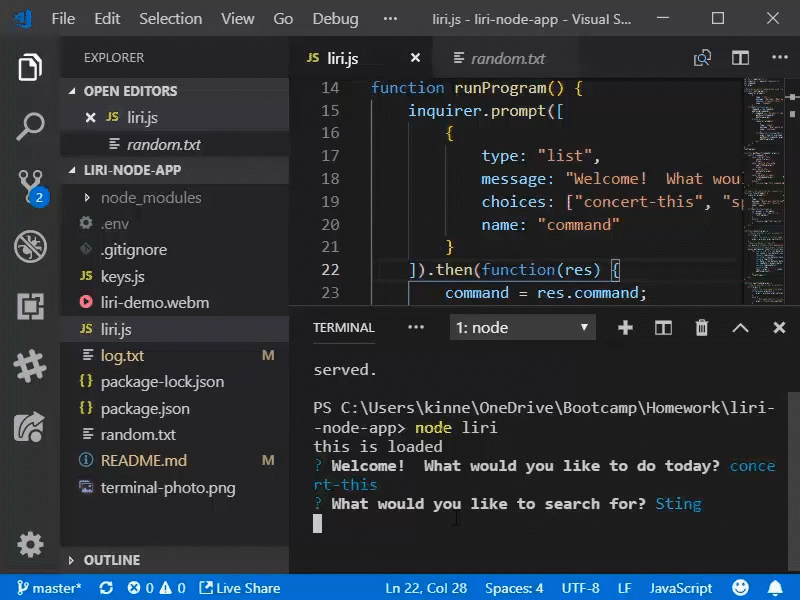 File Edit Selection View Go Debug ··· liri.js - liri-node-app - Visual S...
EXPLORER
OPEN EDITORS
JS liri.js
random.txt
LIRI-NODE-APP
node_modules
.env
.gitignore
JS keys.js
liri-demo.webm
JS liri.js
log.txt M
{} package-lock.json
{} package.json
random.txt
README.md M
terminal-photo.png
OUTLINE
2
JS liri.js random.txt
14 function runProgram() {
15 inquirer.prompt([
16 {
17 type: "list",
18 message: "Welcome!  What wou
19 choices: ["concert-this", "s
20 name: "command"
21 }
22 ]).then(function(res) {
23 command = res.command;
TERMINAL ··· 1: node
served.
PS C:\Users\kinne\OneDrive\Bootcamp\Homework\liri-
-node-app> node liri
this is loaded
? Welcome!  What would you like to do today? conce
rt-this
? What would you like to search for? Sting
master* 0 0 Live Share Ln 22, Col 28 Spaces: 4 UTF-8 LF JavaScript